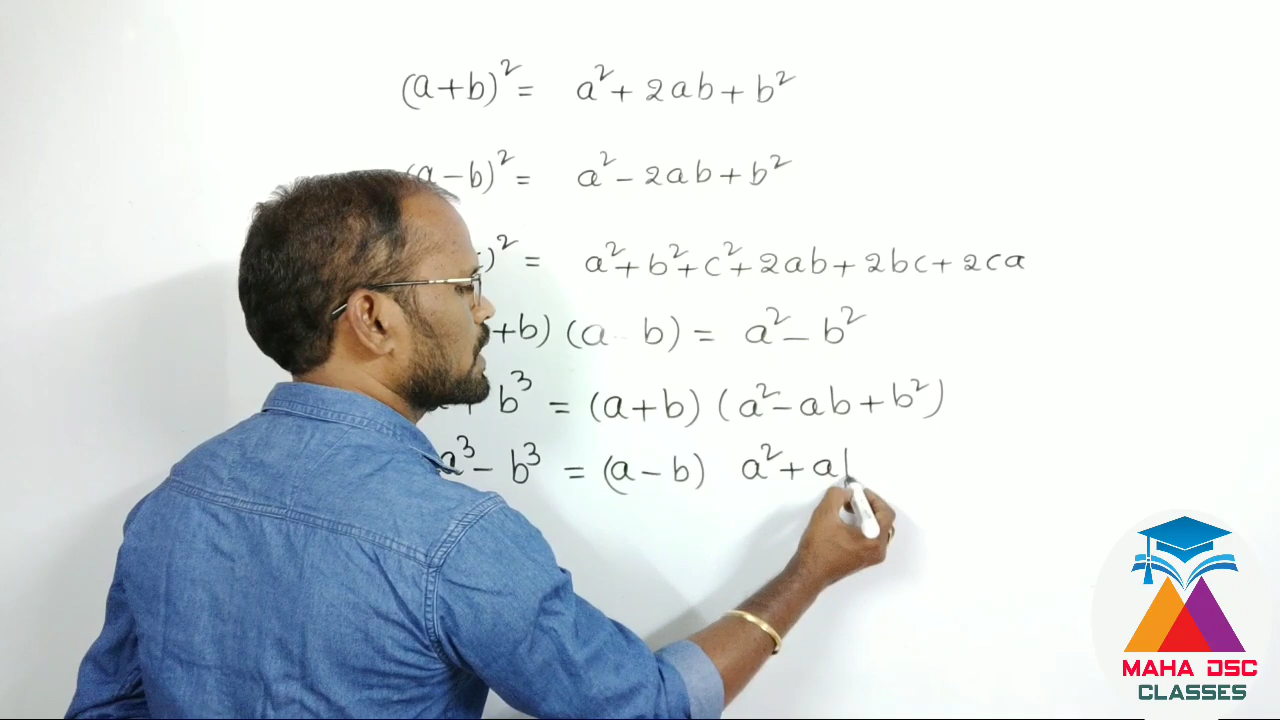 (a+b)² = a² + 2ab + b²
(a-b)² = a² - 2ab + b²
)² = a² + b² + c² + 2ab + 2bc + 2ca
+b) (a - b) = a² - b²
+ b³ = (a+b) (a² - ab + b²)
a³ - b³ = (a - b) a² + a
MAHA DSC
CLASSES